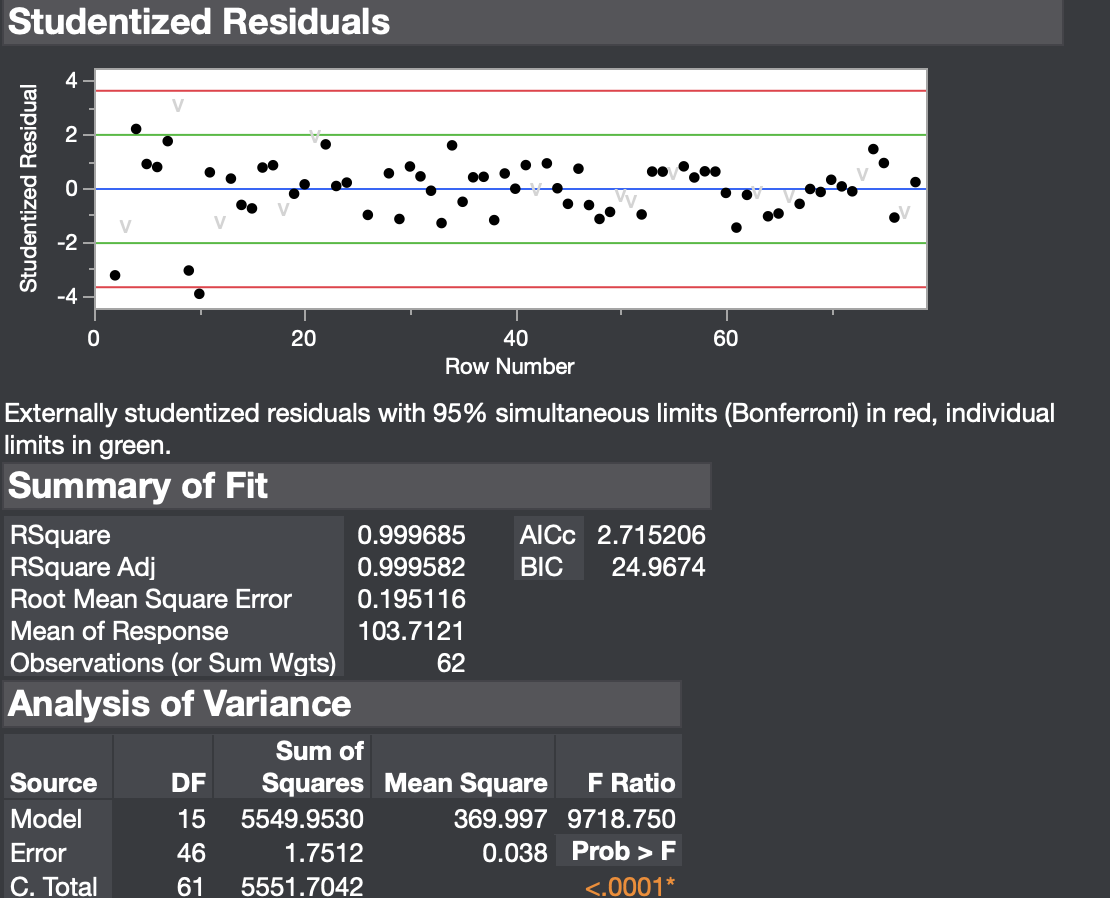 Studentized Residuals
Studentized Residual
4
2
0
-2
-4
v
v
v
v
v
v
v
v
v
v
v
v
v
0
20
40
60
Row Number
Externally studentized residuals with 95% simultaneous limits (Bonferroni) in red, individual
limits in green.
Summary of Fit
RSquare 0.999685 AICc 2.715206
RSquare Adj 0.999582 BIC 24.9674
Root Mean Square Error 0.195116
Mean of Response 103.7121
Observations (or Sum Wgts) 62
Analysis of Variance
Sum of
Source DF Squares Mean Square F Ratio
Model 15 5549.9530 369.997 9718.750
Error 46 1.7512 0.038 Prob > F
C. Total 61 5551.7042 <.0001*